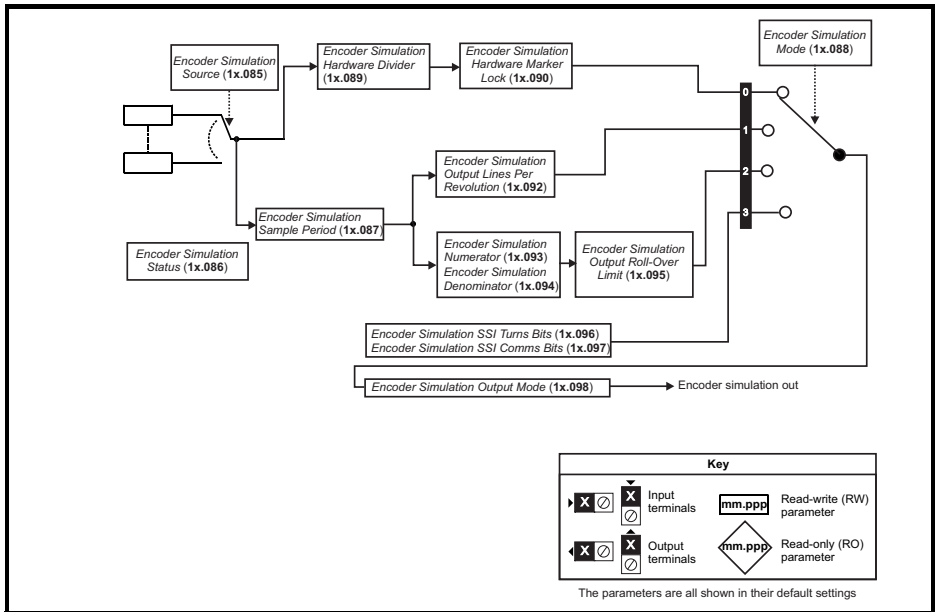 Encoder Simulation
Source (1x.085)
Encoder Simulation
Hardware Divider
(1x.089)
Encoder Simulation
Hardware Marker
Lock (1x.090)
Encoder Simulation
Mode (1x.088)
0
1
2
3
Encoder Simulation
Output Lines Per
Revolution (1x.092)
Encoder Simulation
Sample Period (1x.087)
Encoder Simulation
Numerator (1x.093)
Encoder Simulation
Denominator (1x.094)
Encoder Simulation
Output Roll-Over
Limit (1x.095)
Encoder Simulation
Status (1x.086)
Encoder Simulation SSI Turns Bits (1x.096)
Encoder Simulation SSI Comms Bits (1x.097)
Encoder Simulation Output Mode (1x.098)
Encoder simulation out
Key
X
X
Input
terminals
mm.ppp
Read-write (RW)
parameter
X
X
Output
terminals
mm.ppp
Read-only (RO)
parameter
The parameters are all shown in their default settings